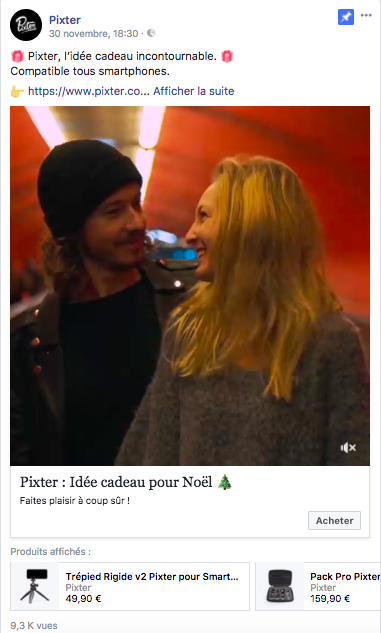 Pixter
Pixter
30 novembre, 18:30 ·
Pixter, l'idée cadeau incontournable.
Compatible tous smartphones.
https://www.pixter.co... Afficher la suite
Pixter : Idée cadeau pour Noël
Faites plaisir à coup sûr !
Acheter
Produits affichés :
Trépied Rigide v2 Pixter pour Smart...
Pixter
49,90 €
Pack Pro Pixter
Pixter
159,90 €
9,3 K vues